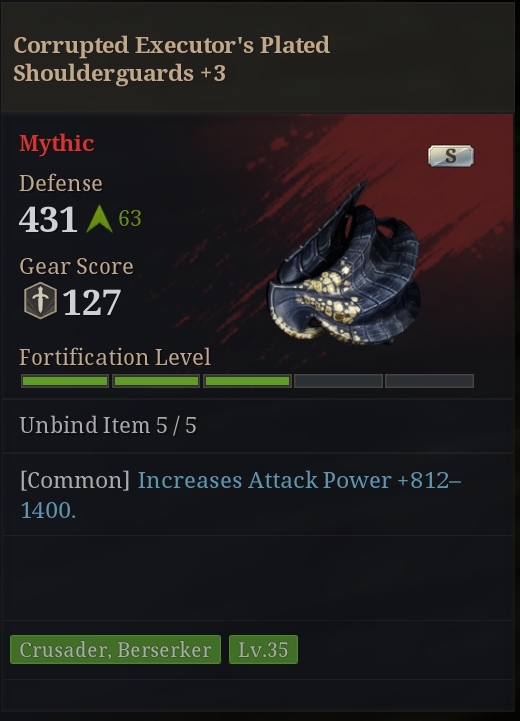 Corrupted Executor's Plated
Shoulderguards +3
Mythic
S
Defense
431 63
Gear Score
127
Fortification Level
Unbind Item 5 / 5
[Common] Increases Attack Power +812–
1400.
Crusader, Berserker Lv.35